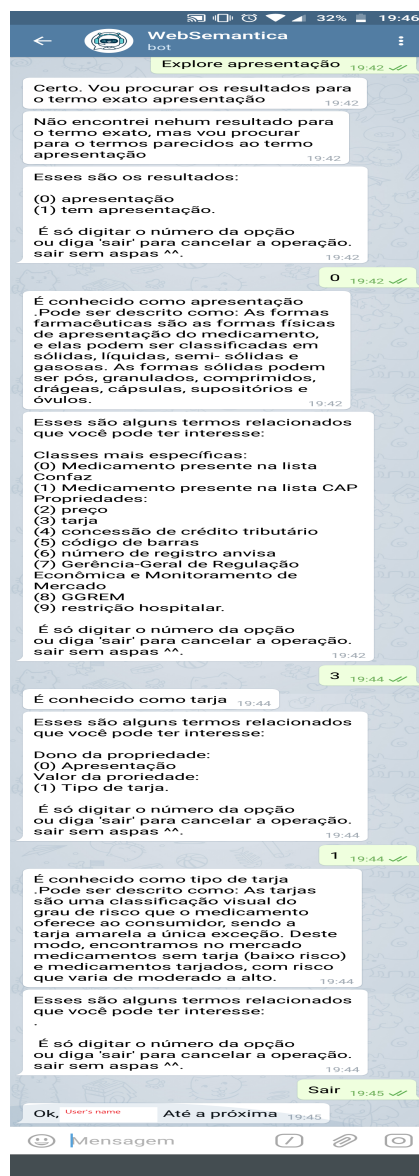 32% 19:46
WebSemantica
bot
Explore apresentação 19:42
Certo. Vou procurar os resultados para
o termo exato apresentação
19:42
Não encontrei nehum resultado para
o termo exato, mas vou procurar
para o termos parecidos ao termo
apresentação
19:42
Esses são os resultados:
(0) apresentação
(1) tem apresentação.
É só digitar o número da opção
ou diga 'sair' para cancelar a operação.
sair sem aspas ^^.
19:42
0 19:42
É conhecido como apresentação
.Pode ser descrito como: As formas
farmacêuticas são as formas físicas
de apresentação do medicamento,
e elas podem ser classificadas em
sólidas, líquidas, semi- sólidas e
gasosas. As formas sólidas podem
ser pós, granulados, comprimidos,
drágeas, cápsulas, supositórios e
óvulos.
19:42
Esses são alguns termos relacionados
que você pode ter interesse:
Classes mais específicas:
(0) Medicamento presente na lista
Confaz
(1) Medicamento presente na lista CAP
Propriedades:
(2) preço
(3) tarja
(4) concessão de crédito tributário
(5) código de barras
(6) número de registro anvisa
(7) Gerência-Geral de Regulação
Econômica e Monitoramento de
Mercado
(8) GGREM
(9) restrição hospitalar.
É só digitar o número da opção
ou diga 'sair' para cancelar a operação.
sair sem aspas ^^.
19:42
3 19:44
É conhecido como tarja 19:44
Esses são alguns termos relacionados
que você pode ter interesse:
Dono da propriedade:
(0) Apresentação
Valor da proriedade:
(1) Tipo de tarja.
É só digitar o número da opção
ou diga 'sair' para cancelar a operação.
sair sem aspas ^^.
19:44
1 19:44
É conhecido como tipo de tarja
.Pode ser descrito como: As tarjas
são uma classificação visual do
grau de risco que o medicamento
oferece ao consumidor, sendo a
tarja amarela a única exceção. Deste
modo, encontramos no mercado
medicamentos sem tarja (baixo risco)
e medicamentos tarjados, com risco
que varia de moderado a alto.
19:44
Esses são alguns termos relacionados
que você pode ter interesse:
.
É só digitar o número da opção
ou diga 'sair' para cancelar a operação.
sair sem aspas ^^.
19:44
Sair 19:45
Ok, User's name Até a próxima 19:45
Mensagem